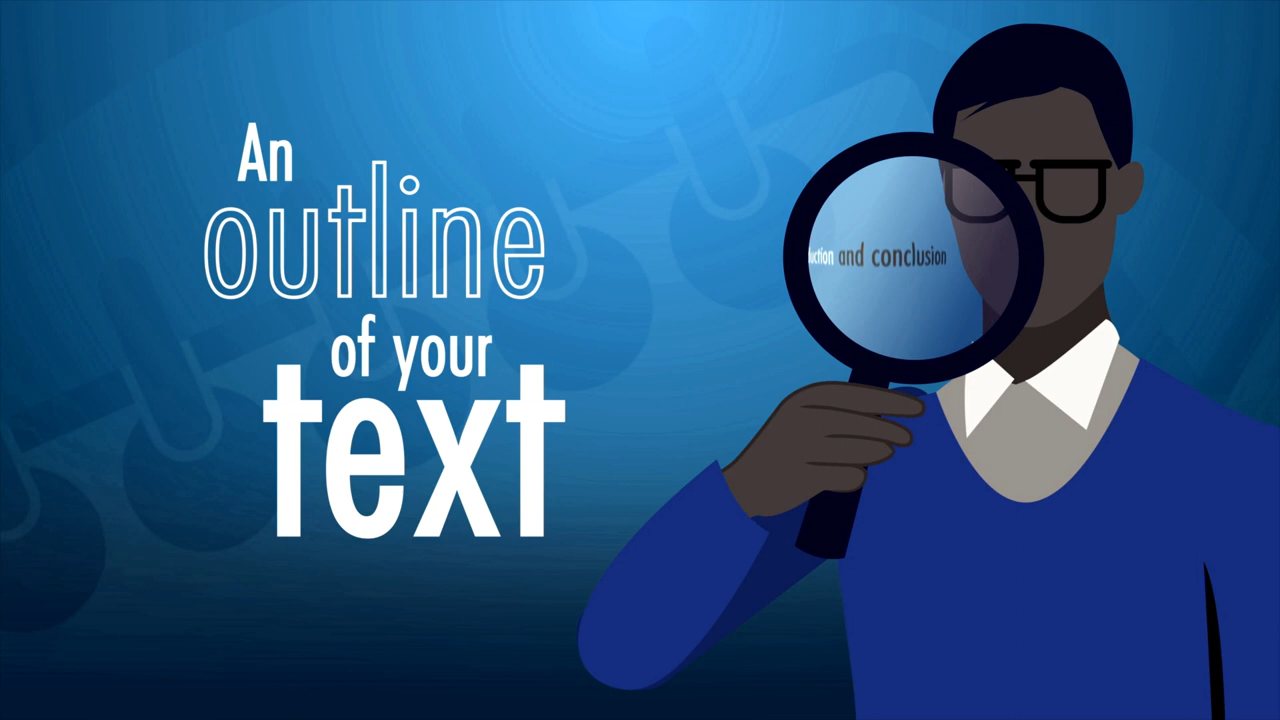 An
outline
of your
text
and conclusion